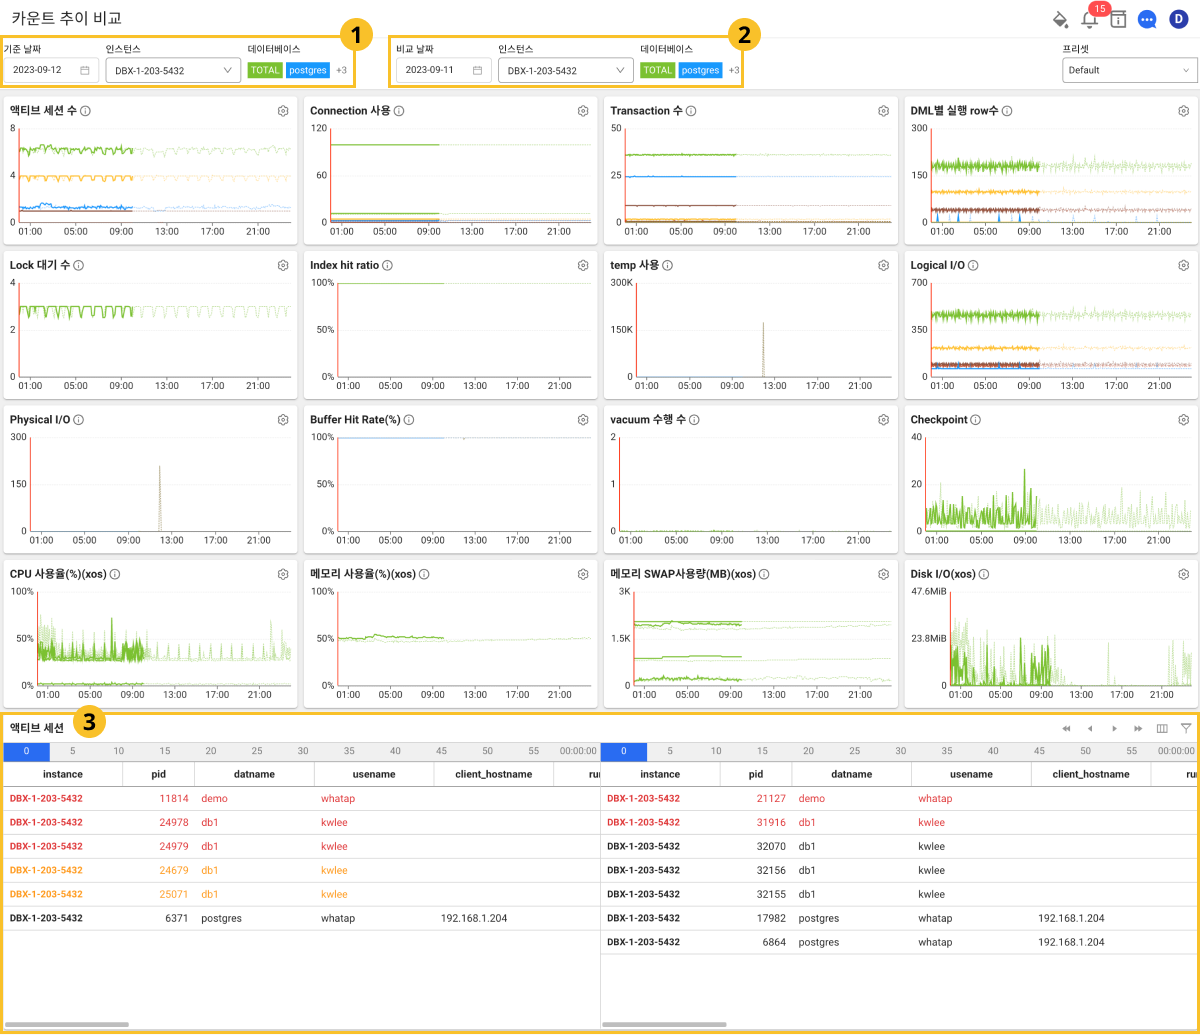 카운트 추이 비교
15
D
1
2
기준 날짜 인스턴스 데이터베이스
2023-09-12 DBX-1-203-5432 TOTAL postgres +3
비교 날짜 인스턴스 데이터베이스
2023-09-11 DBX-1-203-5432 TOTAL postgres +3
프리셋
Default
액티브 세션 수
8
4
0
01:00 05:00 09:00 13:00 17:00 21:00
Connection 사용
120
60
0
01:00 05:00 09:00 13:00 17:00 21:00
Transaction 수
50
25
0
01:00 05:00 09:00 13:00 17:00 21:00
DML별 실행 row수
300
150
0
01:00 05:00 09:00 13:00 17:00 21:00
Lock 대기 수
4
2
0
01:00 05:00 09:00 13:00 17:00 21:00
Index hit ratio
100%
50%
0%
01:00 05:00 09:00 13:00 17:00 21:00
temp 사용
300K
150K
0
01:00 05:00 09:00 13:00 17:00 21:00
Logical I/O
700
350
0
01:00 05:00 09:00 13:00 17:00 21:00
Physical I/O
300
150
0
01:00 05:00 09:00 13:00 17:00 21:00
Buffer Hit Rate(%)
100%
50%
0%
01:00 05:00 09:00 13:00 17:00 21:00
vacuum 수행 수
2
1
0
01:00 05:00 09:00 13:00 17:00 21:00
Checkpoint
40
20
0
01:00 05:00 09:00 13:00 17:00 21:00
CPU 사용율(%)(xos)
100%
50%
0%
01:00 05:00 09:00 13:00 17:00 21:00
메모리 사용율(%)(xos)
100%
50%
0%
01:00 05:00 09:00 13:00 17:00 21:00
메모리 SWAP사용량(MB)(xos)
3K
1.5K
0
01:00 05:00 09:00 13:00 17:00 21:00
Disk I/O(xos)
47.6MiB
23.8MiB
0
01:00 05:00 09:00 13:00 17:00 21:00
액티브 세션 3
0 5 10 15 20 25 30 35 40 45 50 55 00:00:00
instance pid datname usename client_hostname
DBX-1-203-5432 11814 demo whatap
DBX-1-203-5432 24978 db1 kwlee
DBX-1-203-5432 24979 db1 kwlee
DBX-1-203-5432 24679 db1 kwlee
DBX-1-203-5432 25071 db1 kwlee
DBX-1-203-5432 6371 postgres whatap 192.168.1.204
0 5 10 15 20 25 30 35 40 45 50 55 00:00:00
instance pid datname usename client_hostname
DBX-1-203-5432 21127 demo whatap
DBX-1-203-5432 31916 db1 kwlee
DBX-1-203-5432 32070 db1 kwlee
DBX-1-203-5432 32156 db1 kwlee
DBX-1-203-5432 32155 db1 kwlee
DBX-1-203-5432 17982 postgres whatap 192.168.1.204
DBX-1-203-5432 6864 postgres whatap 192.168.1.204